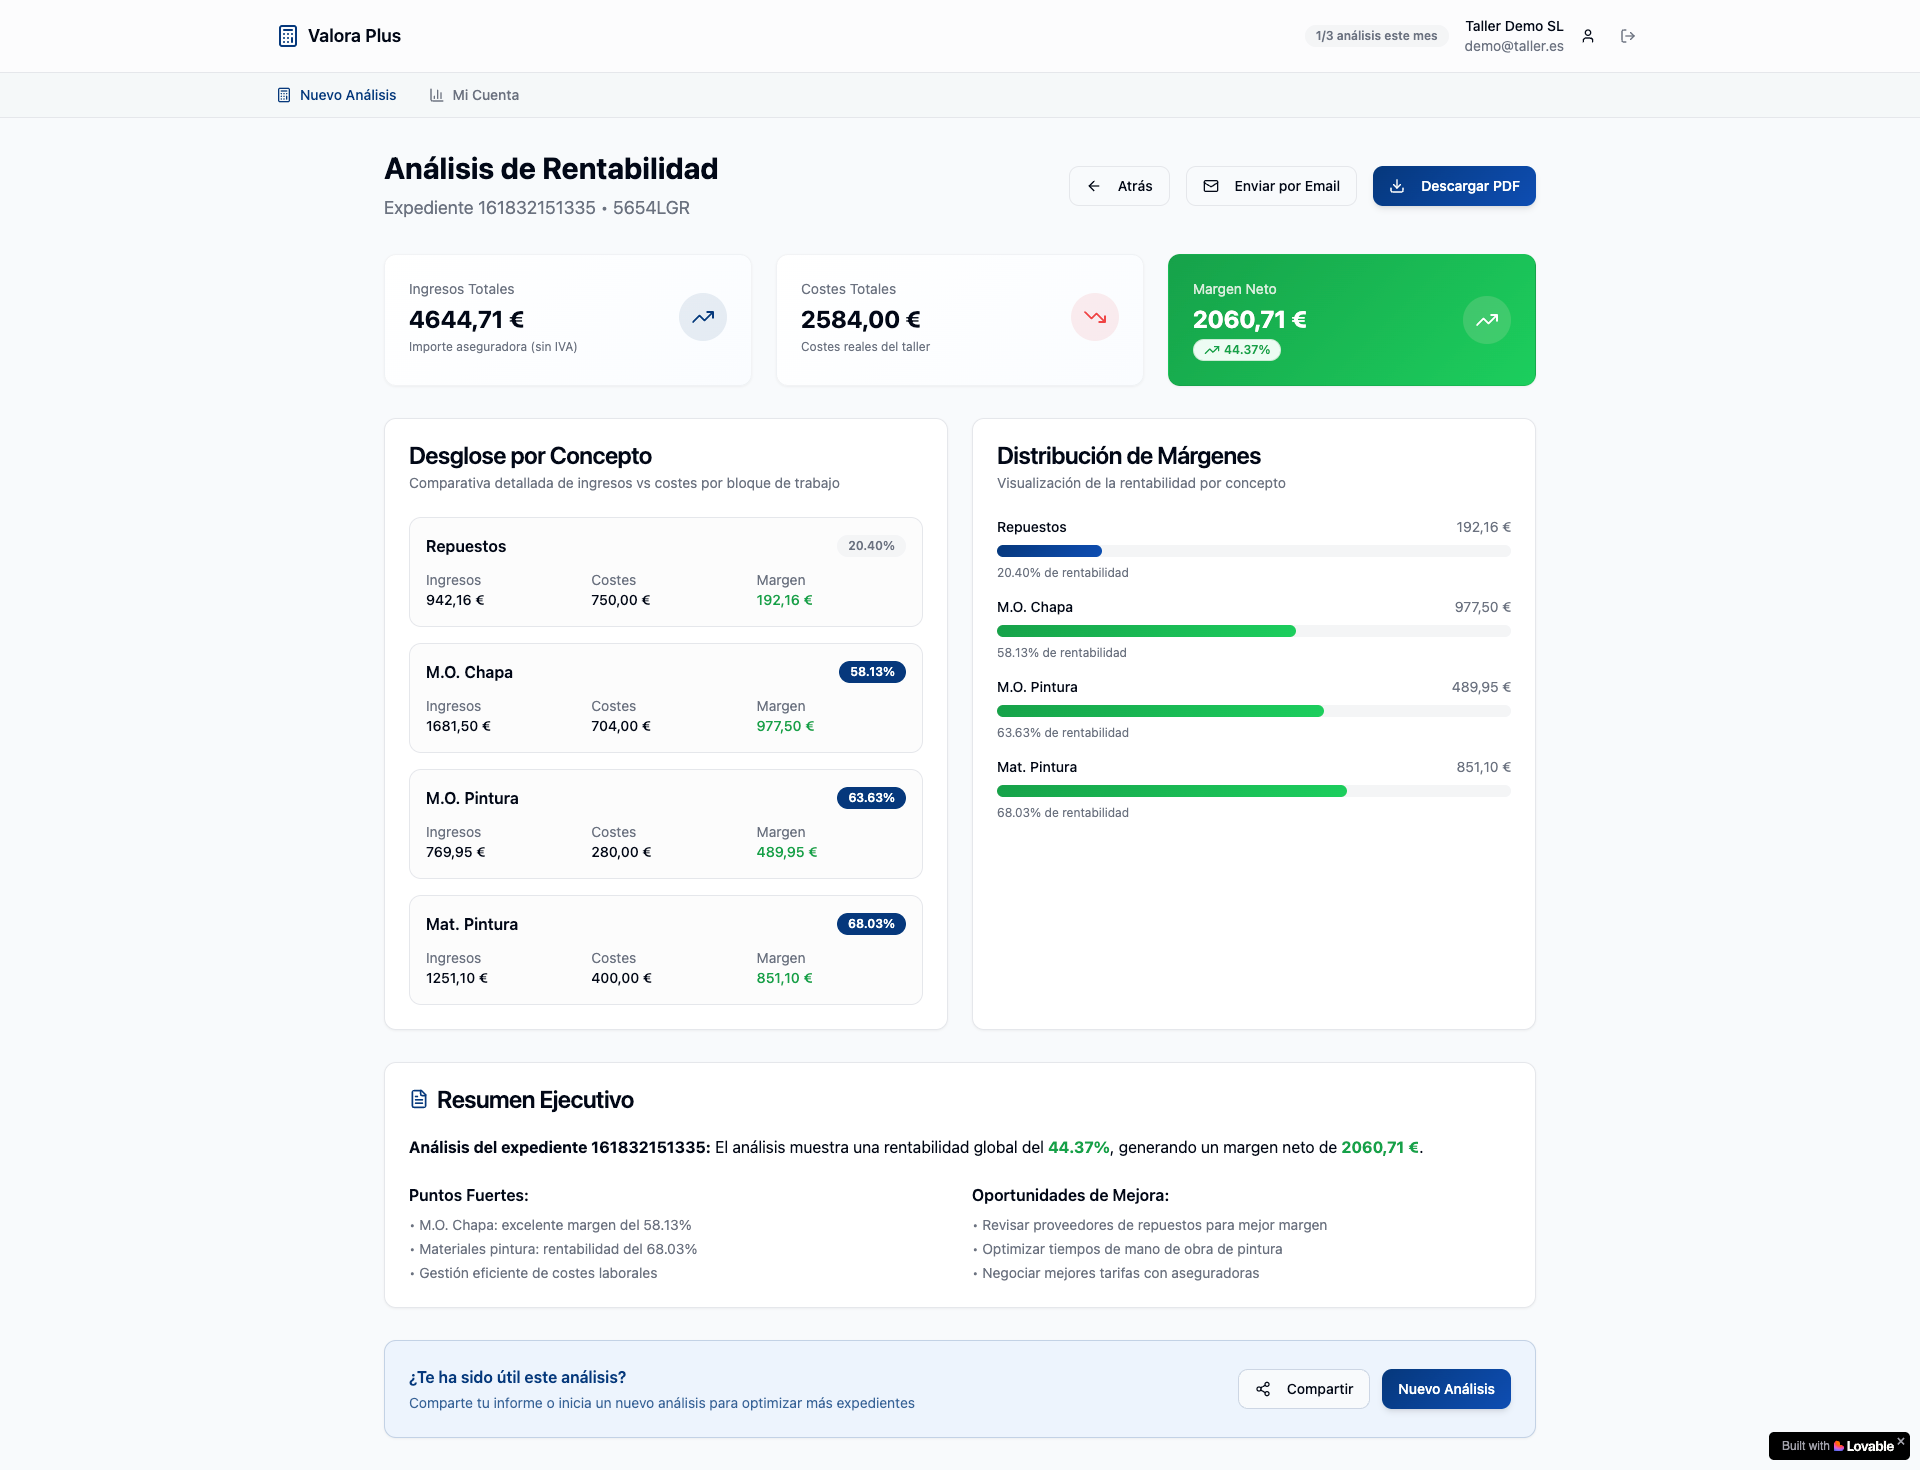 Valora Plus
1/3 análisis este mes
Taller Demo SL
demo@taller.es
Nuevo Análisis
Mi Cuenta
Análisis de Rentabilidad
Expediente 161832151335 • 5654LGR
Atrás
Enviar por Email
Descargar PDF
Ingresos Totales
4644,71 €
Importe aseguradora (sin IVA)
Costes Totales
2584,00 €
Costes reales del taller
Margen Neto
2060,71 €
44.37%
Desglose por Concepto
Comparativa detallada de ingresos vs costes por bloque de trabajo
Repuestos
20.40%
Ingresos Costes Margen
942,16 € 750,00 € 192,16 €
M.O. Chapa
58.13%
Ingresos Costes Margen
1681,50 € 704,00 € 977,50 €
M.O. Pintura
63.63%
Ingresos Costes Margen
769,95 € 280,00 € 489,95 €
Mat. Pintura
68.03%
Ingresos Costes Margen
1251,10 € 400,00 € 851,10 €
Distribución de Márgenes
Visualización de la rentabilidad por concepto
Repuestos 192,16 €
20.40% de rentabilidad
M.O. Chapa 977,50 €
58.13% de rentabilidad
M.O. Pintura 489,95 €
63.63% de rentabilidad
Mat. Pintura 851,10 €
68.03% de rentabilidad
Resumen Ejecutivo
Análisis del expediente 161832151335: El análisis muestra una rentabilidad global del 44.37%, generando un margen neto de 2060,71 €.
Puntos Fuertes:
• M.O. Chapa: excelente margen del 58.13%
• Materiales pintura: rentabilidad del 68.03%
• Gestión eficiente de costes laborales
Oportunidades de Mejora:
• Revisar proveedores de repuestos para mejor margen
• Optimizar tiempos de mano de obra de pintura
• Negociar mejores tarifas con aseguradoras
¿Te ha sido útil este análisis?
Comparte tu informe o inicia un nuevo análisis para optimizar más expedientes
Compartir
Nuevo Análisis
Built with Lovable